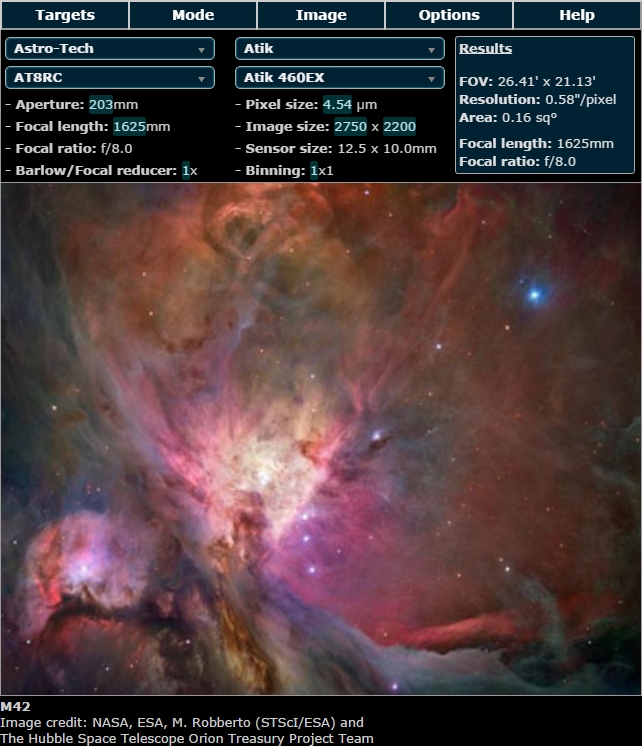 Targets Mode Image Options Help
Astro-Tech Atik Results
AT8RC Atik 460EX FOV: 26.41' x 21.13'
- Aperture: 203mm - Pixel size: 4.54 µm Resolution: 0.58"/pixel
- Focal length: 1625mm - Image size: 2750 x 2200 Area: 0.16 sq°
- Focal ratio: f/8.0 - Sensor size: 12.5 x 10.0mm Focal length: 1625mm
- Barlow/Focal reducer: 1x - Binning: 1x1 Focal ratio: f/8.0
M42
Image credit: NASA, ESA, M. Robberto (STScI/ESA) and
The Hubble Space Telescope Orion Treasury Project Team